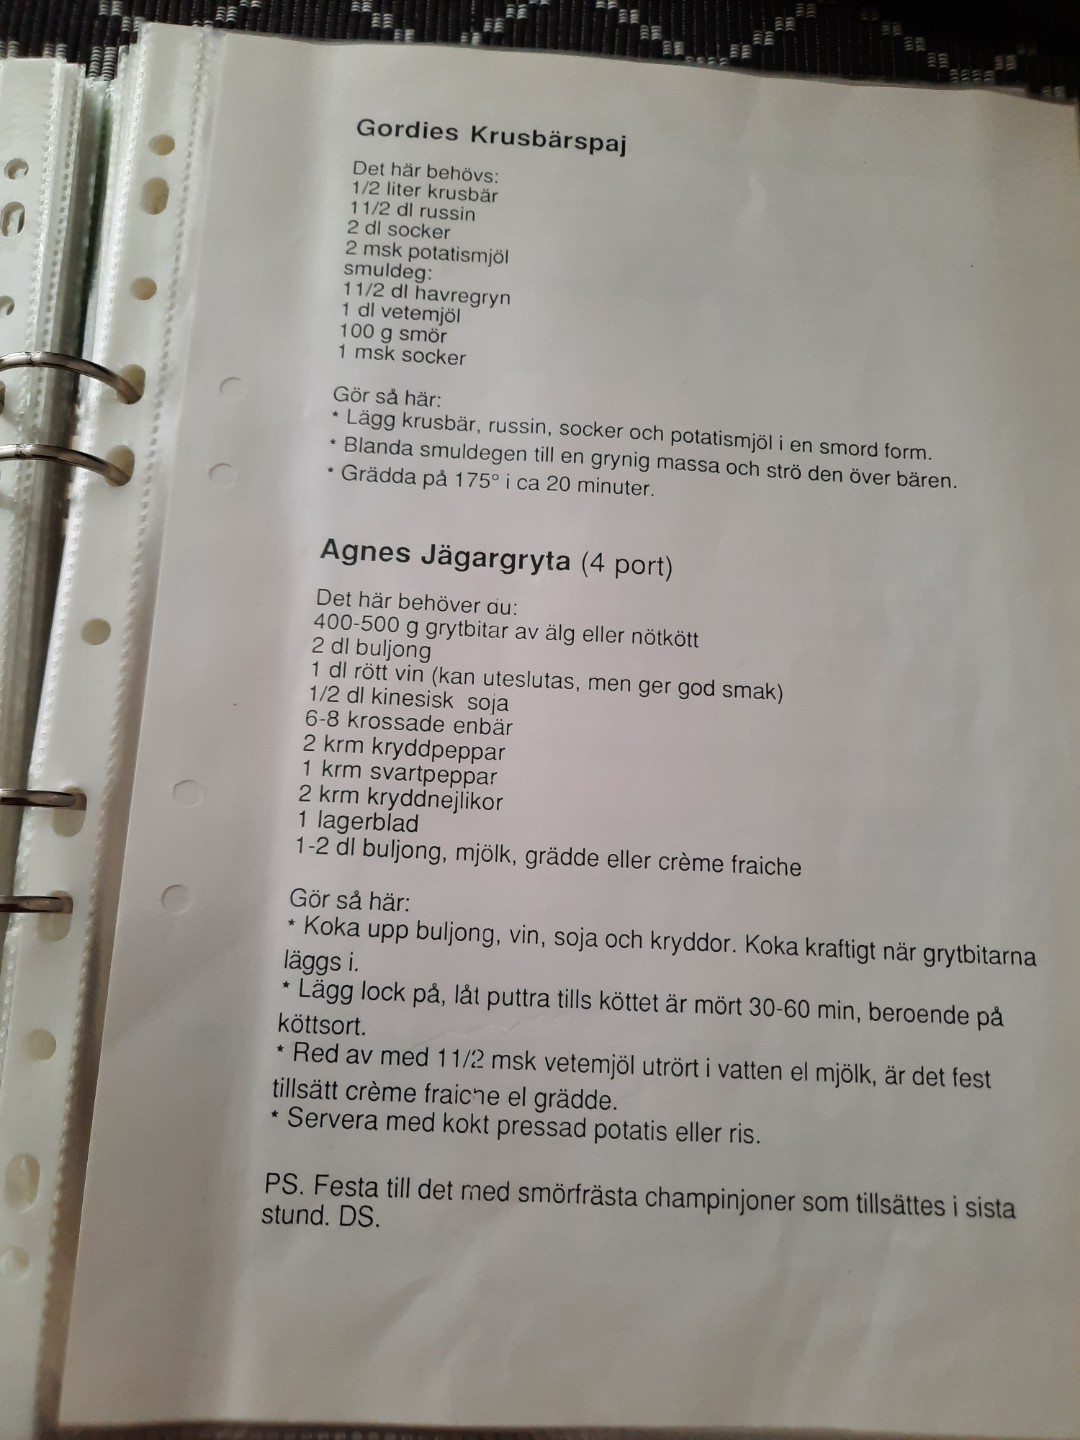 Gordies Krusbärspaj
Det här behövs:
1/2 liter krusbär
11/2 dl russin
2 dl socker
2 msk potatismjöl
smuldeg:
11/2 dl havregryn
1 dl vetemjöl
100 g smör
1 msk socker
Gör så här:
* Lägg krusbär, russin, socker och potatismjöl i en smord form.
* Blanda smuldegen till en grynig massa och strö den över bären.
* Grädda på 175° i ca 20 minuter.
Agnes Jägargryta (4 port)
Det här behöver du:
400-500 g grytbitar av älg eller nötkött
2 dl buljong
1 dl rött vin (kan uteslutas, men ger god smak)
1/2 dl kinesisk soja
6-8 krossade enbär
2 krm kryddpeppar
1 krm svartpeppar
2 krm kryddnejlikor
1 lagerblad
1-2 dl buljong, mjölk, grädde eller crème fraiche
Gör så här:
* Koka upp buljong, vin, soja och kryddor. Koka kraftigt när grytbitarna
läggs i.
* Lägg lock på, låt puttra tills köttet är mört 30-60 min, beroende på
köttsort.
* Red av med 11/2 msk vetemjöl utrört i vatten el mjölk, är det fest
tillsätt crème fraiche el grädde.
* Servera med kokt pressad potatis eller ris.
PS. Festa till det med smörfrästa champinjoner som tillsättes i sista
stund. DS.